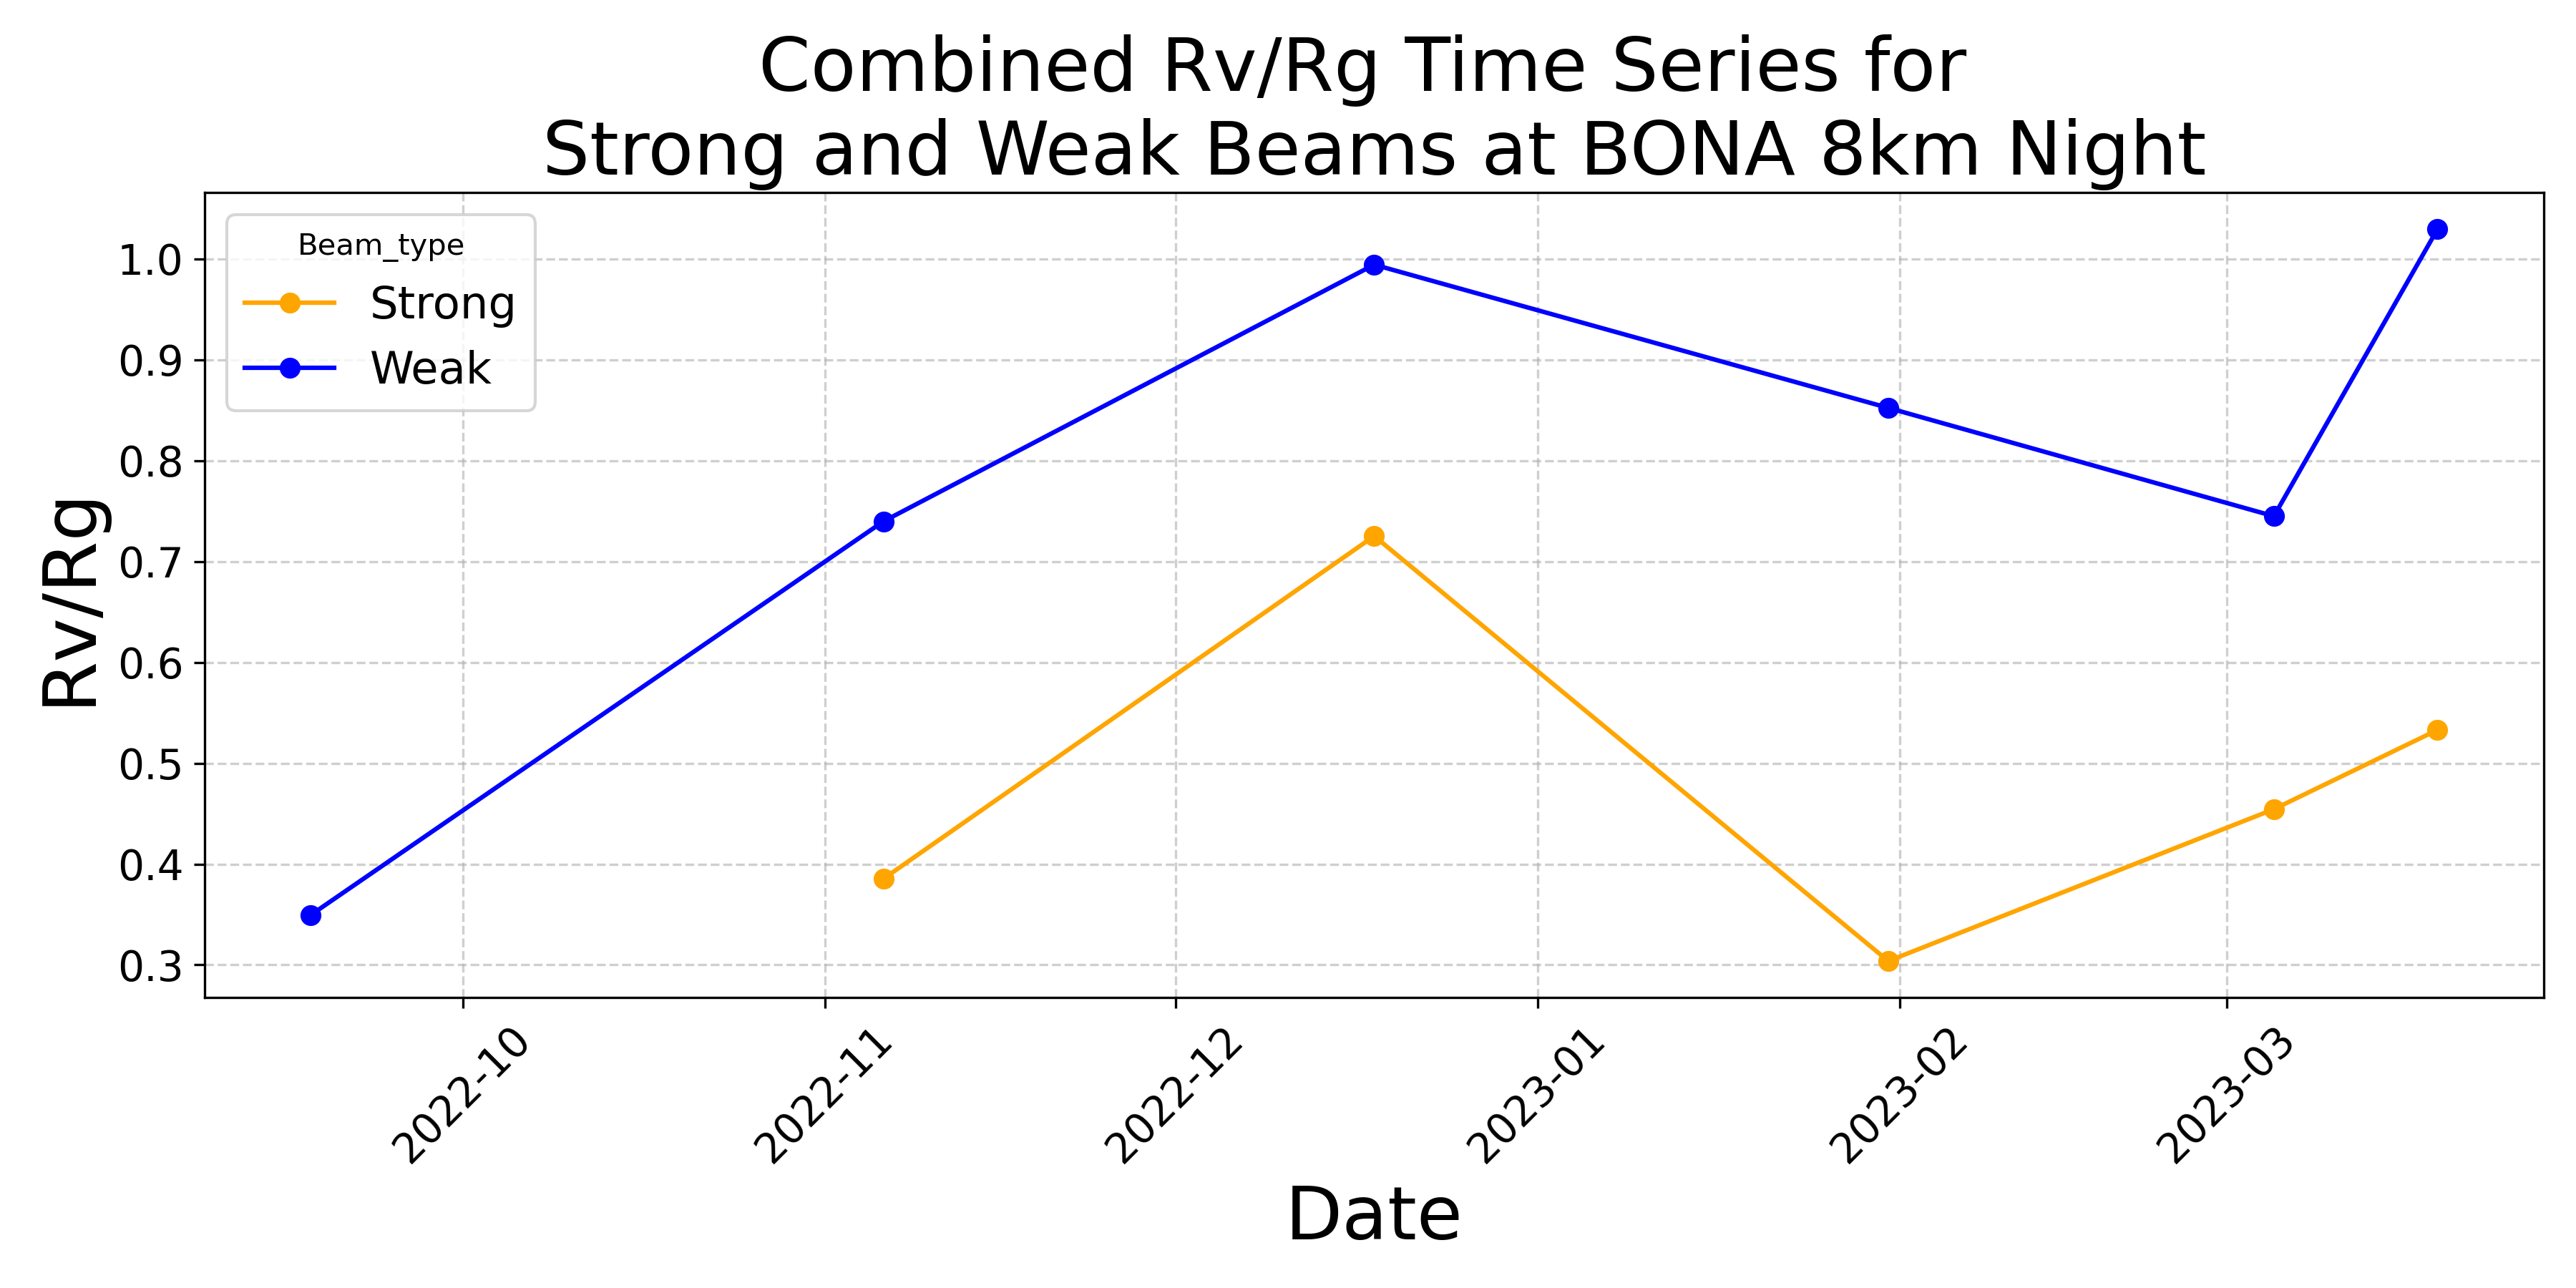 Combined Rv/Rg Time Series for
Strong and Weak Beams at BONA 8km Night
Beam_type
Strong
Weak
Rv/Rg
1.0
0.9
0.8
0.7
0.6
0.5
0.4
0.3
2022-10
2022-11
2022-12
2023-01
2023-02
2023-03
Date